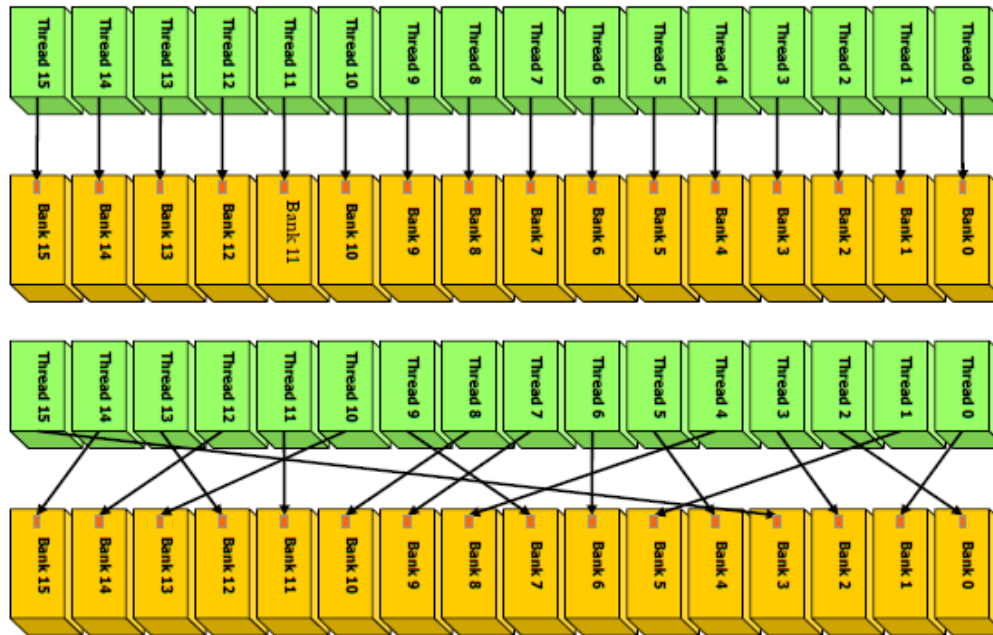 Thread 15
Thread 14
Thread 13
Thread 12
Thread 11
Thread 10
Thread 9
Thread 8
Thread 7
Thread 6
Thread 5
Thread 4
Thread 3
Thread 2
Thread 1
Thread 0
Bank 15
Bank 14
Bank 13
Bank 12
Bank 11
Bank 10
Bank 9
Bank 8
Bank 7
Bank 6
Bank 5
Bank 4
Bank 3
Bank 2
Bank 1
Bank 0
Thread 15
Thread 14
Thread 13
Thread 12
Thread 11
Thread 10
Thread 9
Thread 8
Thread 7
Thread 6
Thread 5
Thread 4
Thread 3
Thread 2
Thread 1
Thread 0
Bank 15
Bank 14
Bank 13
Bank 12
Bank 11
Bank 10
Bank 9
Bank 8
Bank 7
Bank 6
Bank 5
Bank 4
Bank 3
Bank 2
Bank 1
Bank 0